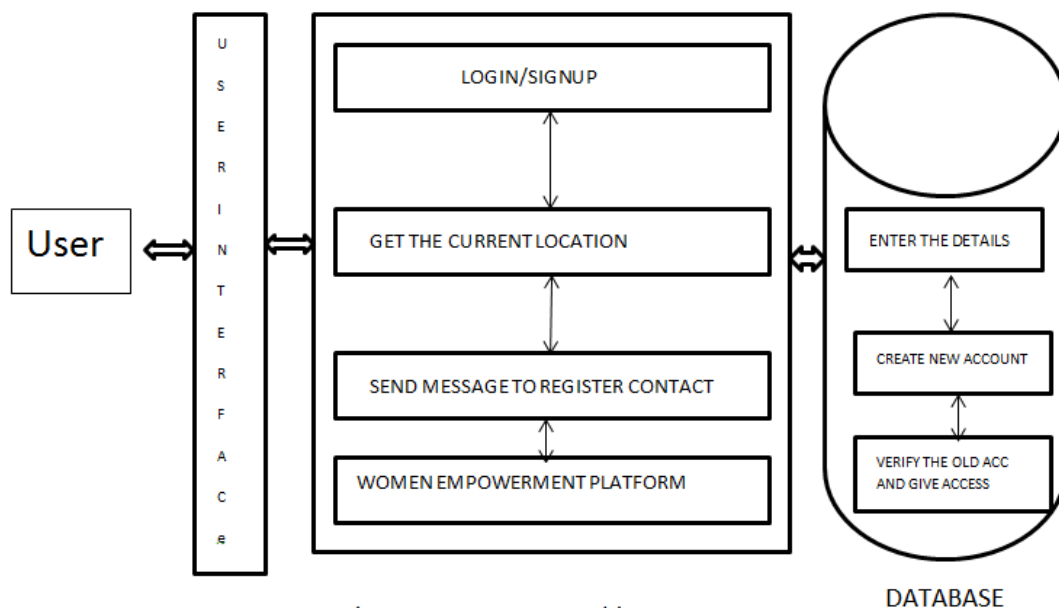 User
U
S
E
R
I
N
T
E
R
F
A
C
e
LOGIN/SIGNUP
GET THE CURRENT LOCATION
SEND MESSAGE TO REGISTER CONTACT
WOMEN EMPOWERMENT PLATFORM
ENTER THE DETAILS
CREATE NEW ACCOUNT
VERIFY THE OLD ACC
AND GIVE ACCESS
DATABASE